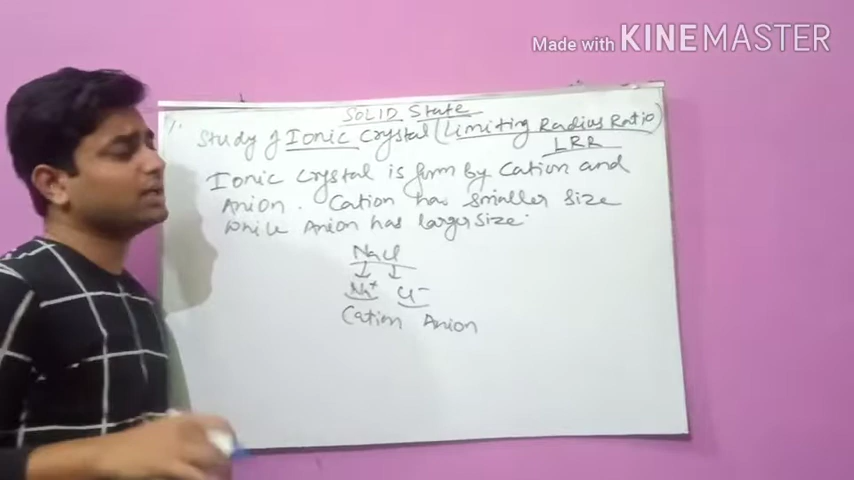 Made with KINEMASTER
SOLID State
1.
Study of Ionic Crystal (Limiting Radius Ratio)
LRR
Ionic Crystal is form by Cation and
Anion. Cation has smaller size
while Anion has larger size.
NaCl
↓ ↓
Na⁺ Cl⁻
Cation Anion